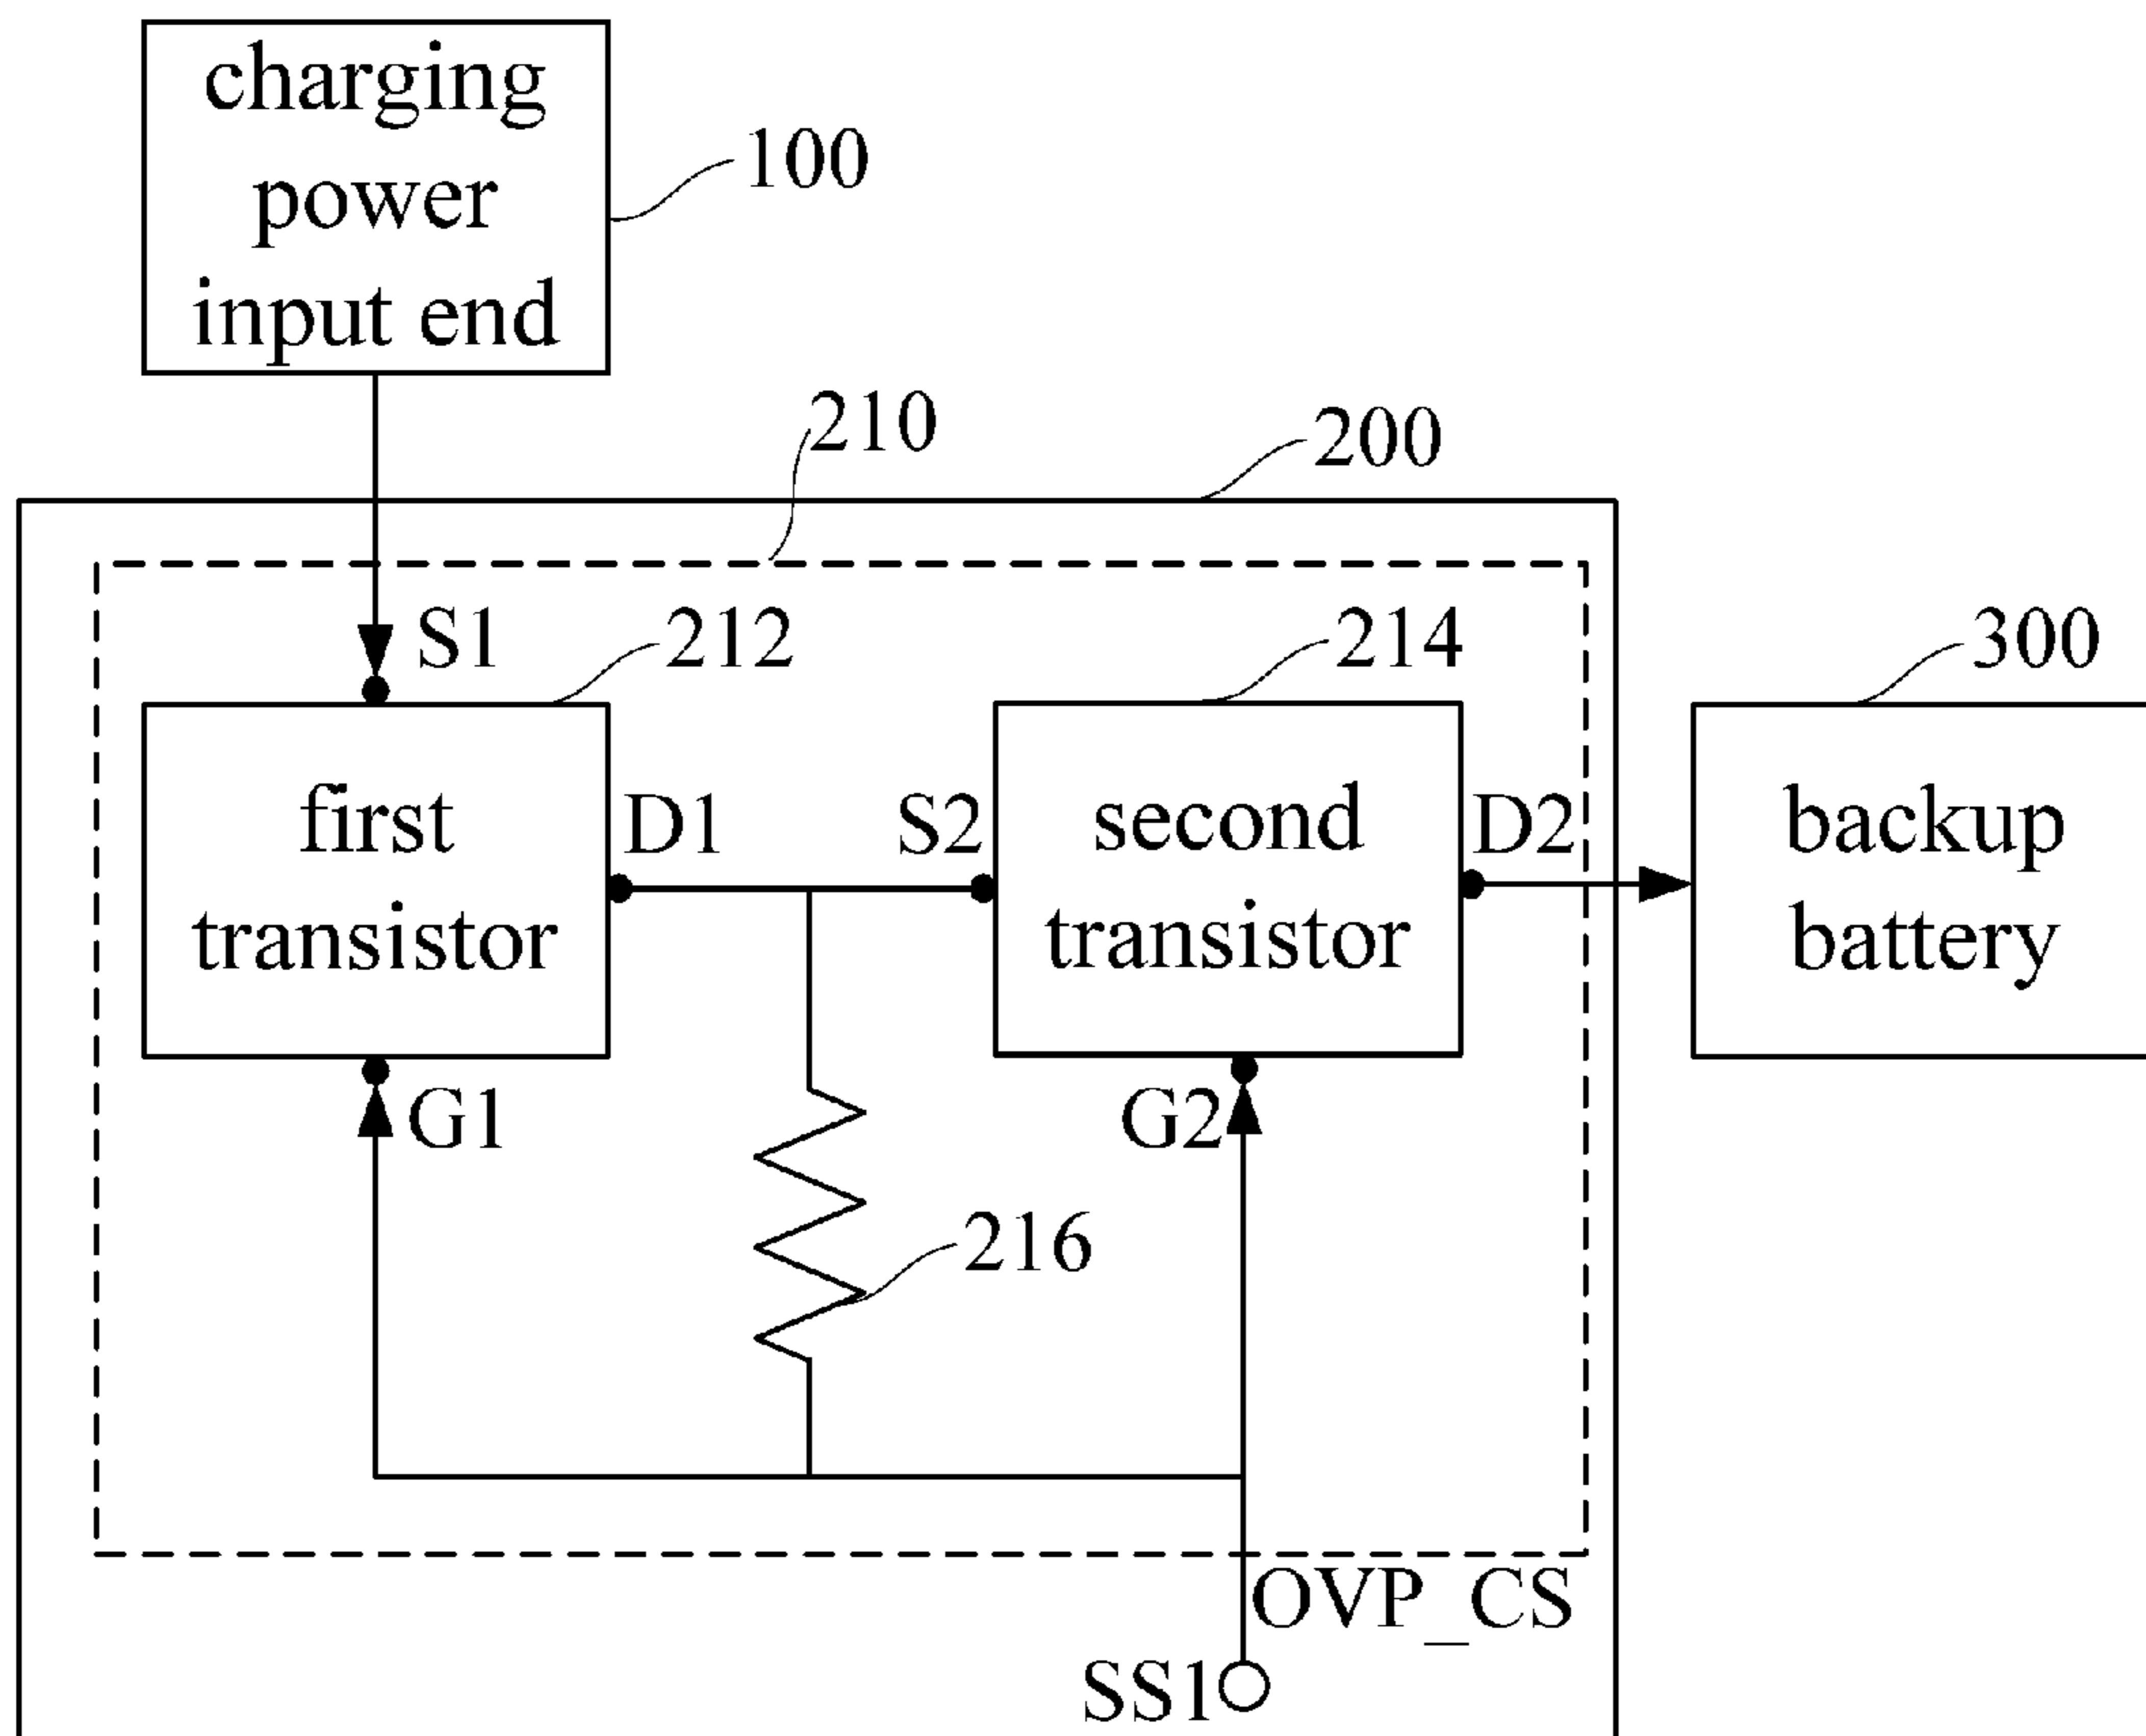 charging
power
input end
100
210
200
S1
212
214
300
first
transistor
D1
S2
second
transistor
D2
backup
battery
G1
G2
216
OVP_CS
SS1